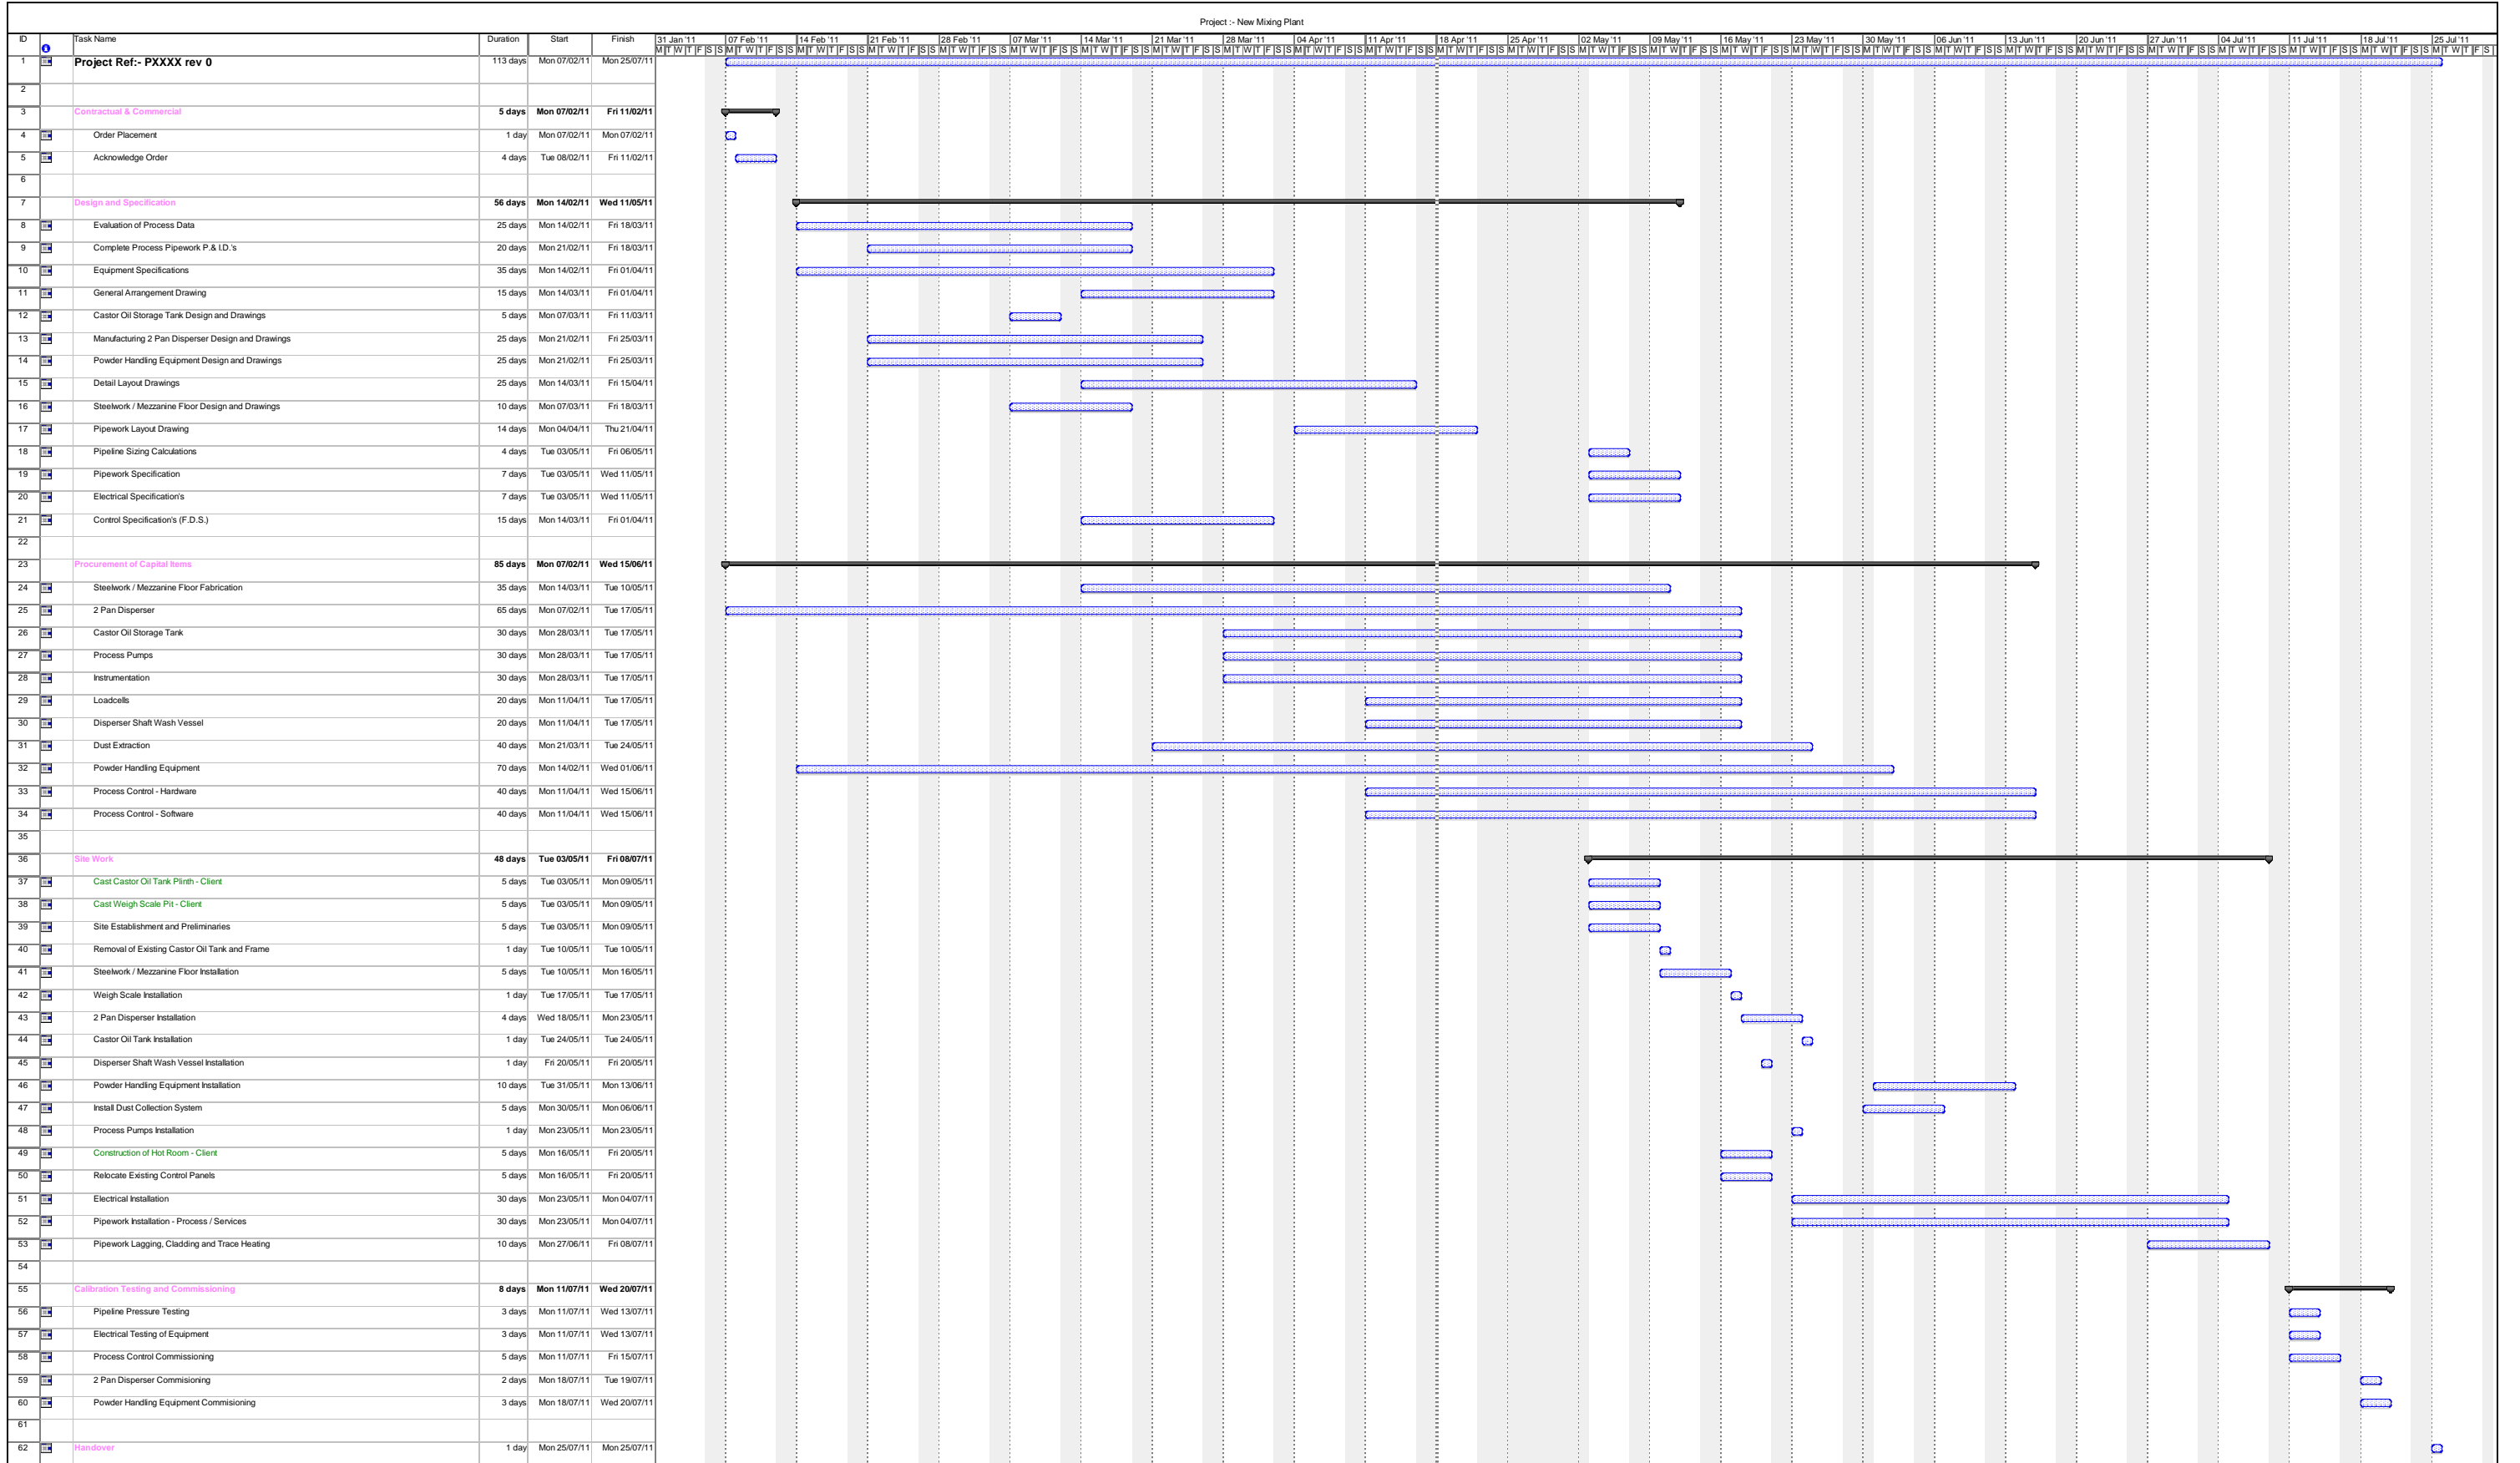 Project :- New Mixing Plant
ID Task Name Duration Start Finish 31 Jan '11 07 Feb '11 14 Feb '11 21 Feb '11 28 Feb '11 07 Mar '11 14 Mar '11 21 Mar '11 28 Mar '11 04 Apr '11 11 Apr '11 18 Apr '11 25 Apr '11 02 May '11 09 May '11 16 May '11 23 May '11 30 May '11 06 Jun '11 13 Jun '11 20 Jun '11 27 Jun '11 04 Jul '11 11 Jul '11 18 Jul '11 25 Jul '11
M T W T F S S M T W T F S S M T W T F S S M T W T F S S M T W T F S S M T W T F S S M T W T F S S M T W T F S S M T W T F S S M T W T F S S M T W T F S S M T W T F S S M T W T F S S M T W T F S S M T W T F S S M T W T F S S M T W T F S S M T W T F S S M T W T F S S M T W T F S S M T W T F S S M T W T F S S M T W T F S S M T W T F S S M T W T F S S M T W T F S
1 Project Ref:- PXXXX rev 0 113 days Mon 07/02/11 Mon 25/07/11
2
3 Contractual & Commercial 5 days Mon 07/02/11 Fri 11/02/11
4 Order Placement 1 day Mon 07/02/11 Mon 07/02/11
5 Acknowledge Order 4 days Tue 08/02/11 Fri 11/02/11
6
7 Design and Specification 56 days Mon 14/02/11 Wed 11/05/11
8 Evaluation of Process Data 25 days Mon 14/02/11 Fri 18/03/11
9 Complete Process Pipework P.& I.D.'s 20 days Mon 21/02/11 Fri 18/03/11
10 Equipment Specifications 35 days Mon 14/02/11 Fri 01/04/11
11 General Arrangement Drawing 15 days Mon 14/03/11 Fri 01/04/11
12 Castor Oil Storage Tank Design and Drawings 5 days Mon 07/03/11 Fri 11/03/11
13 Manufacturing 2 Pan Disperser Design and Drawings 25 days Mon 21/02/11 Fri 25/03/11
14 Powder Handling Equipment Design and Drawings 25 days Mon 21/02/11 Fri 25/03/11
15 Detail Layout Drawings 25 days Mon 14/03/11 Fri 15/04/11
16 Steelwork / Mezzanine Floor Design and Drawings 10 days Mon 07/03/11 Fri 18/03/11
17 Pipework Layout Drawing 14 days Mon 04/04/11 Thu 21/04/11
18 Pipeline Sizing Calculations 4 days Tue 03/05/11 Fri 06/05/11
19 Pipework Specification 7 days Tue 03/05/11 Wed 11/05/11
20 Electrical Specification's 7 days Tue 03/05/11 Wed 11/05/11
21 Control Specification's (F.D.S.) 15 days Mon 14/03/11 Fri 01/04/11
22
23 Procurement of Capital Items 85 days Mon 07/02/11 Wed 15/06/11
24 Steelwork / Mezzanine Floor Fabrication 35 days Mon 14/03/11 Tue 10/05/11
25 2 Pan Disperser 65 days Mon 07/02/11 Tue 17/05/11
26 Castor Oil Storage Tank 30 days Mon 28/03/11 Tue 17/05/11
27 Process Pumps 30 days Mon 28/03/11 Tue 17/05/11
28 Instrumentation 30 days Mon 28/03/11 Tue 17/05/11
29 Loadcells 20 days Mon 11/04/11 Tue 17/05/11
30 Disperser Shaft Wash Vessel 20 days Mon 11/04/11 Tue 17/05/11
31 Dust Extraction 40 days Mon 21/03/11 Tue 24/05/11
32 Powder Handling Equipment 70 days Mon 14/02/11 Wed 01/06/11
33 Process Control - Hardware 40 days Mon 11/04/11 Wed 15/06/11
34 Process Control - Software 40 days Mon 11/04/11 Wed 15/06/11
35
36 Site Work 48 days Tue 03/05/11 Fri 08/07/11
37 Cast Castor Oil Tank Plinth - Client 5 days Tue 03/05/11 Mon 09/05/11
38 Cast Weigh Scale Pit - Client 5 days Tue 03/05/11 Mon 09/05/11
39 Site Establishment and Preliminaries 5 days Tue 03/05/11 Mon 09/05/11
40 Removal of Existing Castor Oil Tank and Frame 1 day Tue 10/05/11 Tue 10/05/11
41 Steelwork / Mezzanine Floor Installation 5 days Tue 10/05/11 Mon 16/05/11
42 Weigh Scale Installation 1 day Tue 17/05/11 Tue 17/05/11
43 2 Pan Disperser Installation 4 days Wed 18/05/11 Mon 23/05/11
44 Castor Oil Tank Installation 1 day Tue 24/05/11 Tue 24/05/11
45 Disperser Shaft Wash Vessel Installation 1 day Fri 20/05/11 Fri 20/05/11
46 Powder Handling Equipment Installation 10 days Tue 31/05/11 Mon 13/06/11
47 Install Dust Collection System 5 days Mon 30/05/11 Mon 06/06/11
48 Process Pumps Installation 1 day Mon 23/05/11 Mon 23/05/11
49 Construction of Hot Room - Client 5 days Mon 16/05/11 Fri 20/05/11
50 Relocate Existing Control Panels 5 days Mon 16/05/11 Fri 20/05/11
51 Electrical Installation 30 days Mon 23/05/11 Mon 04/07/11
52 Pipework Installation - Process / Services 30 days Mon 23/05/11 Mon 04/07/11
53 Pipework Lagging, Cladding and Trace Heating 10 days Mon 27/06/11 Fri 08/07/11
54
55 Calibration Testing and Commissioning 8 days Mon 11/07/11 Wed 20/07/11
56 Pipeline Pressure Testing 3 days Mon 11/07/11 Wed 13/07/11
57 Electrical Testing of Equipment 3 days Mon 11/07/11 Wed 13/07/11
58 Process Control Commissioning 5 days Mon 11/07/11 Fri 15/07/11
59 2 Pan Disperser Commisioning 2 days Mon 18/07/11 Tue 19/07/11
60 Powder Handling Equipment Commisioning 3 days Mon 18/07/11 Wed 20/07/11
61
62 Handover 1 day Mon 25/07/11 Mon 25/07/11